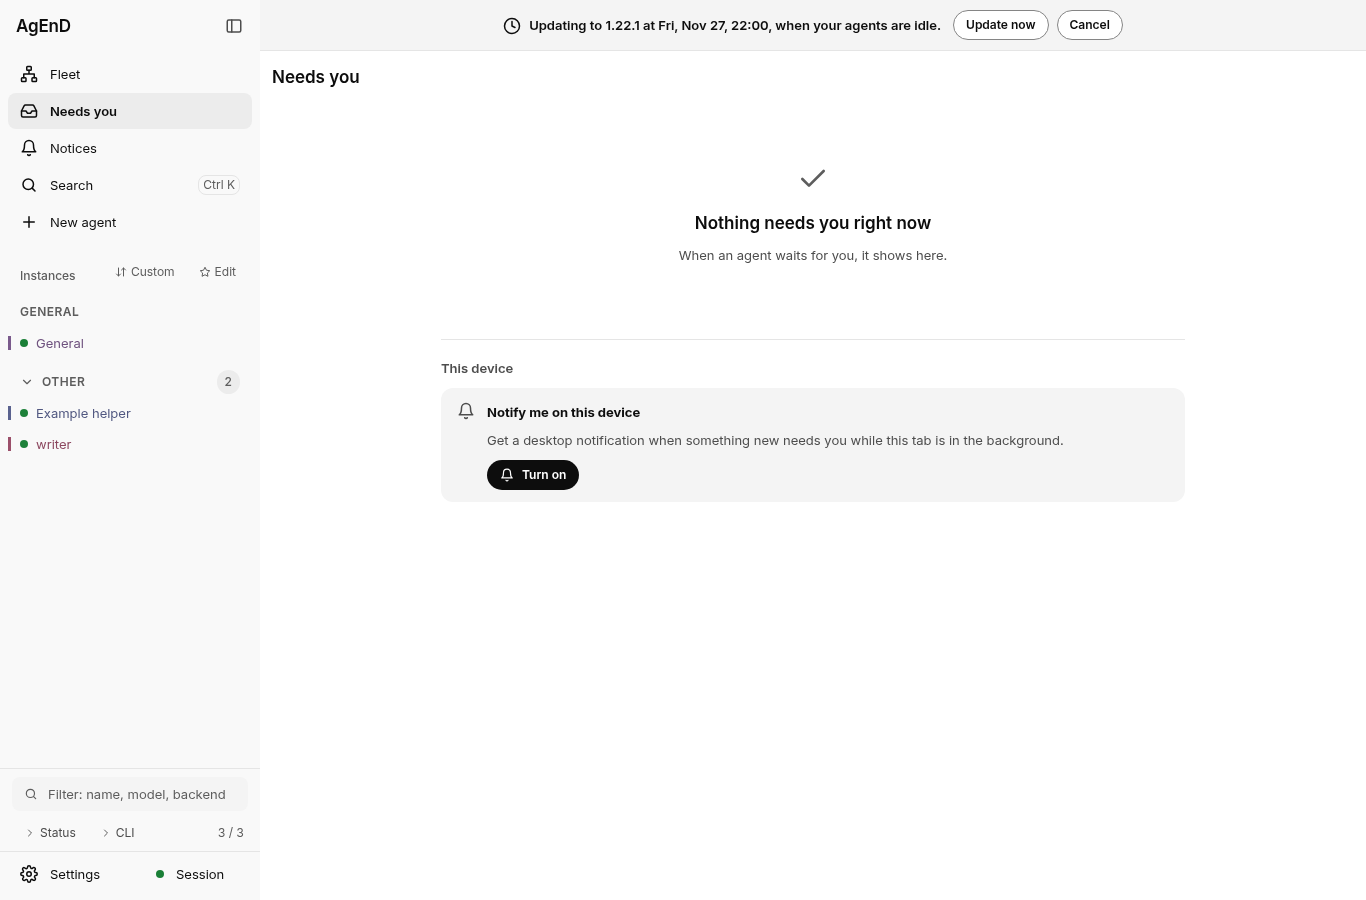 AgEnD
Fleet
Needs you
Notices
Search Ctrl K
New agent
Instances Custom Edit
GENERAL
General
OTHER 2
Example helper
writer
Filter: name, model, backend
Status CLI 3 / 3
Settings Session
Updating to 1.22.1 at Fri, Nov 27, 22:00, when your agents are idle. Update now Cancel
Needs you
Nothing needs you right now
When an agent waits for you, it shows here.
This device
Notify me on this device
Get a desktop notification when something new needs you while this tab is in the background.
Turn on